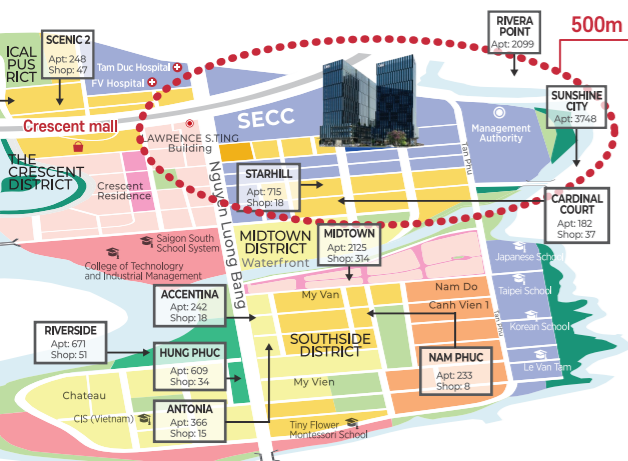 RIVERA
POINT
Apt: 2099
500m
SCENIC 2
Apt: 248
Shop: 47
ICAL
PUS
RICT
Tam Duc Hospital
FV Hospital
SUNSHINE
CITY
Apt: 3748
SECC
Management
Authority
Crescent mall
LAWRENCE S.TING
Building
Tan Phu
THE
CRESCENT
DISTRICT
Crescent
Residence
STARHILL
Apt: 715
Shop: 18
CARDINAL
COURT
Apt: 182
Shop: 37
Nguyen Luong Bang
MIDTOWN
DISTRICT
Waterfront
MIDTOWN
Apt: 2125
Shop: 314
Saigon South
School System
College of Technology
and Industrial Management
Japanese School
Taipei School
Korean School
Le Van Tam
Tan Phu
ACCENTINA
Apt: 242
Shop: 18
My Van
Nam Do
Canh Vien 1
RIVERSIDE
Apt: 671
Shop: 51
SOUTHSIDE
DISTRICT
HUNG PHUC
Apt: 609
Shop: 34
NAM PHUC
Apt: 233
Shop: 8
My Vien
Chateau
CIS (Vietnam)
ANTONIA
Apt: 366
Shop: 15
Tiny Flower
Montessori School